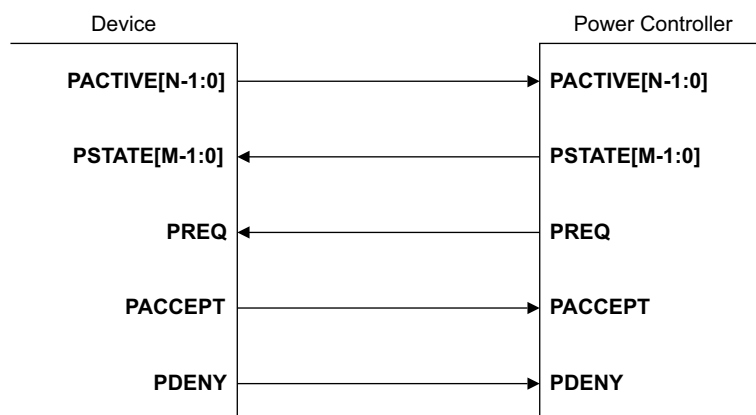 Device Power Controller
PACTIVE[N-1:0] PACTIVE[N-1:0]
PSTATE[M-1:0] PSTATE[M-1:0]
PREQ PREQ
PACCEPT PACCEPT
PDENY PDENY